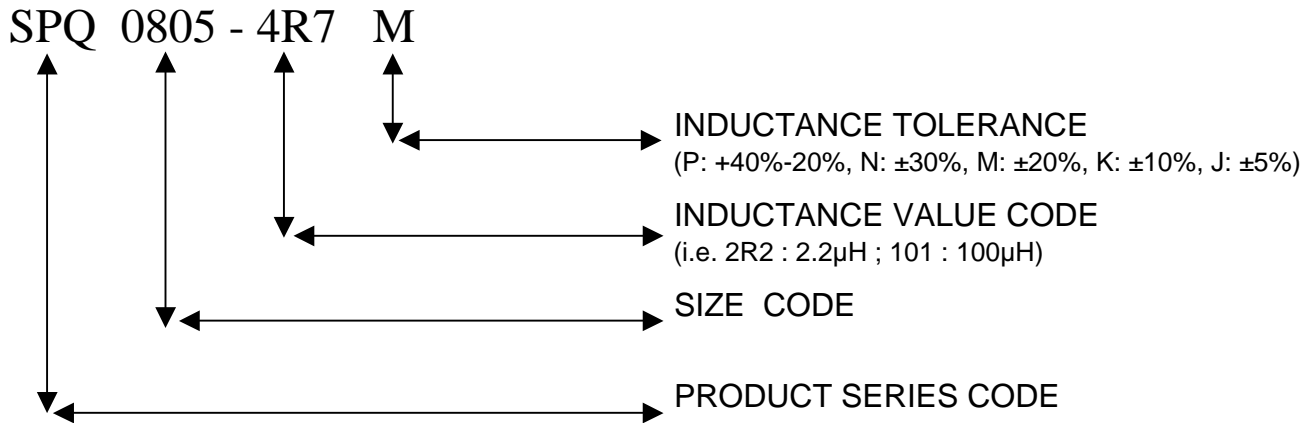 SPQ 0805 - 4R7 M
INDUCTANCE TOLERANCE
(P: +40%-20%, N: ±30%, M: ±20%, K: ±10%, J: ±5%)
INDUCTANCE VALUE CODE
(i.e. 2R2 : 2.2µH ; 101 : 100µH)
SIZE CODE
PRODUCT SERIES CODE